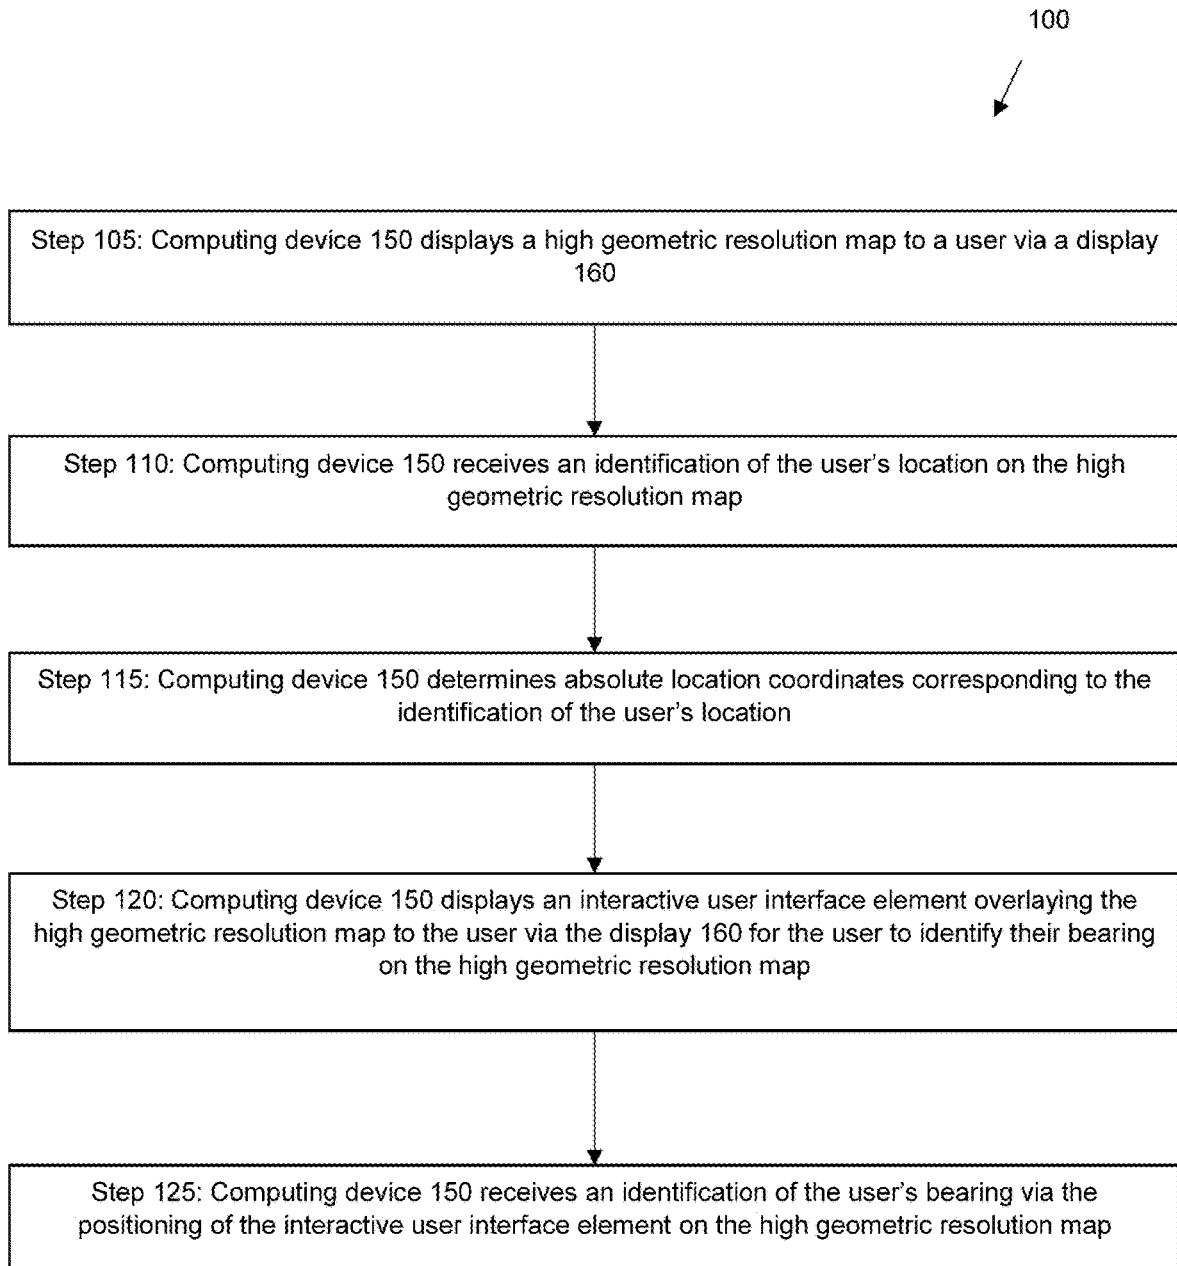 100
Step 105: Computing device 150 displays a high geometric resolution map to a user via a display
160
Step 110: Computing device 150 receives an identification of the user's location on the high
geometric resolution map
Step 115: Computing device 150 determines absolute location coordinates corresponding to the
identification of the user's location
Step 120: Computing device 150 displays an interactive user interface element overlaying the
high geometric resolution map to the user via the display 160 for the user to identify their bearing
on the high geometric resolution map
Step 125: Computing device 150 receives an identification of the user's bearing via the
positioning of the interactive user interface element on the high geometric resolution map